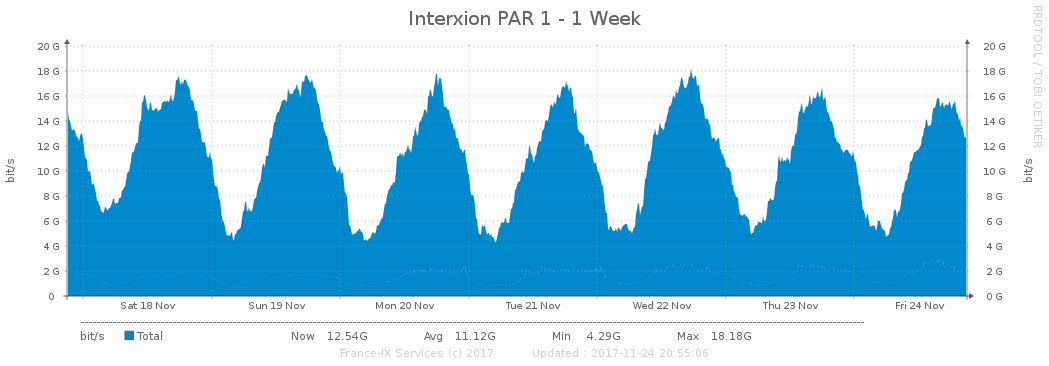 Interxion PAR 1 - 1 Week
RRDTOOL / TOBI OETIKER
20 G 20 G
18 G 18 G
16 G 16 G
14 G 14 G
12 G 12 G
10 G 10 G
8 G 8 G
6 G 6 G
4 G 4 G
2 G 2 G
0 0 G
bit/s bit/s
Sat 18 Nov Sun 19 Nov Mon 20 Nov Tue 21 Nov Wed 22 Nov Thu 23 Nov Fri 24 Nov
bit/s Total Now 12.54G Avg 11.12G Min 4.29G Max 18.18G
France-IX Services (c) 2017 Updated : 2017-11-24 20:55:06